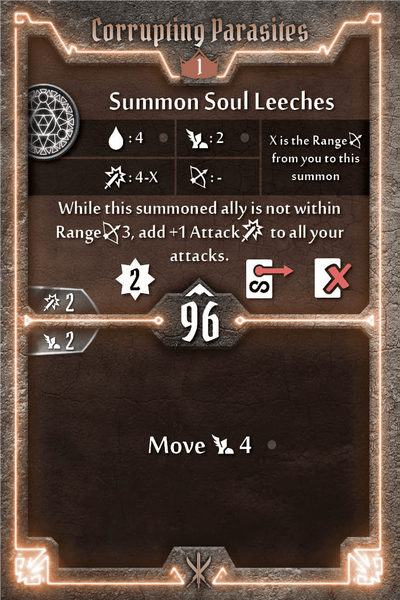 Corrupting Parasites
1
Summon Soul Leeches
: 4
: 2
: 4-X
: -
X is the Range
from you to this
summon
While this summoned ally is not within
Range 3, add +1 Attack to all your
attacks.
2
2
96
2
Move 4